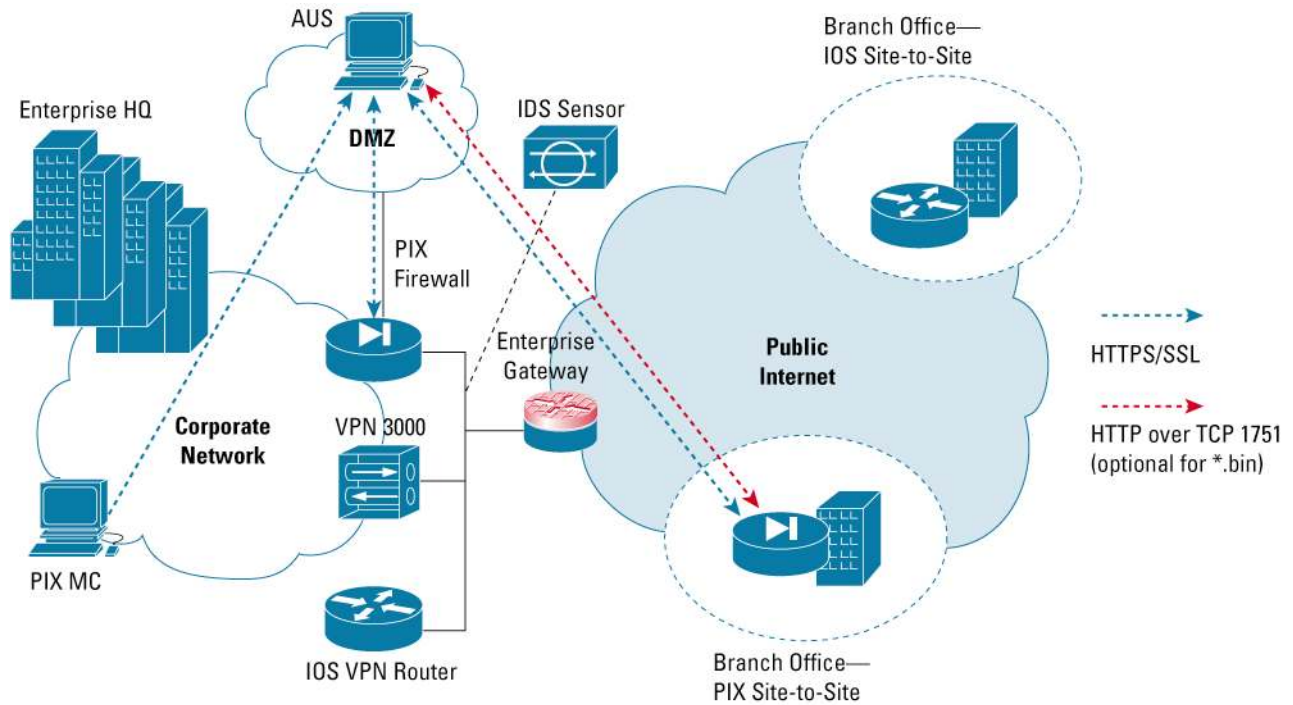 AUS
Branch Office—
IOS Site-to-Site
Enterprise HQ
IDS Sensor
DMZ
PIX
Firewall
Enterprise
Gateway
Public
Internet
HTTPS/SSL
HTTP over TCP 1751
(optional for *.bin)
Corporate
Network
VPN 3000
PIX MC
IOS VPN Router
Branch Office—
PIX Site-to-Site